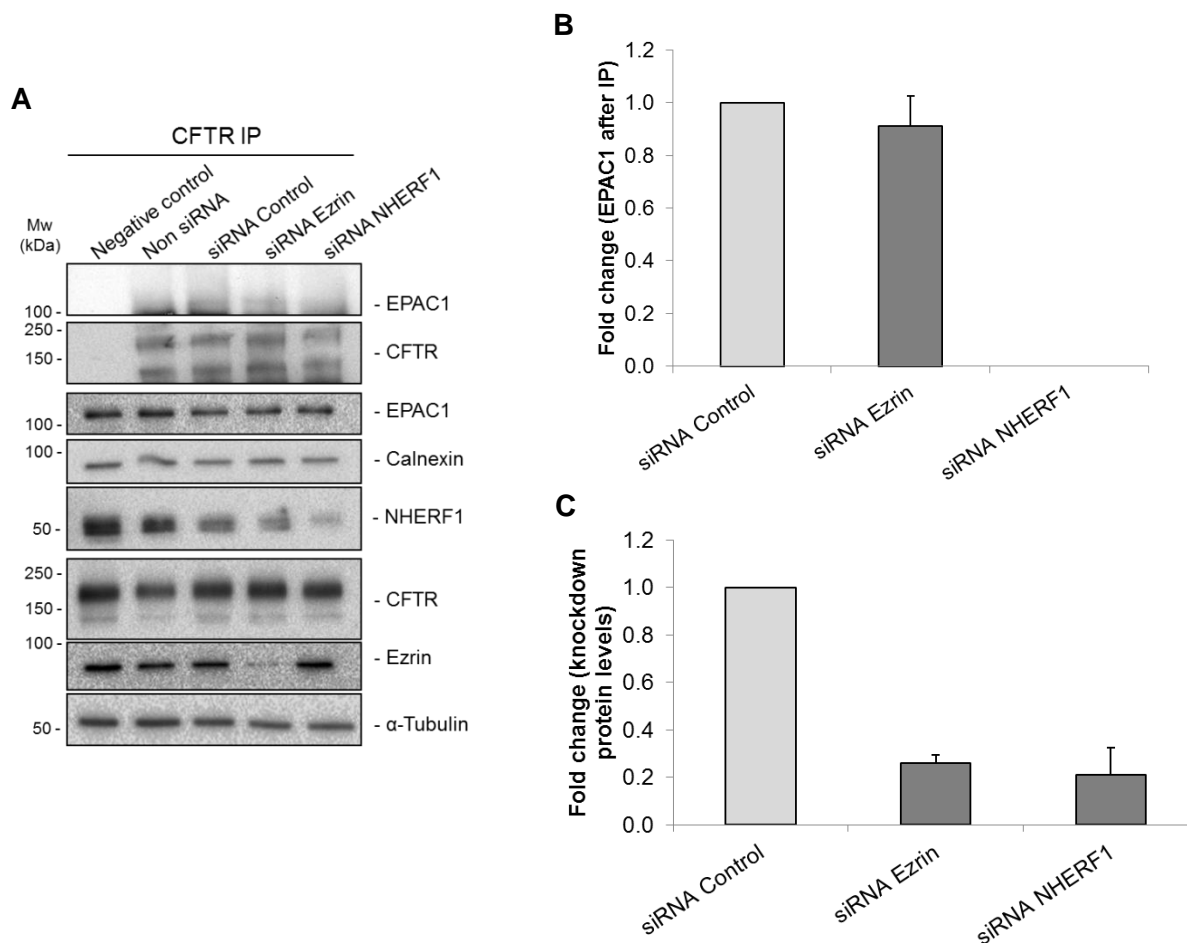 A
CFTR IP
Negative control
Non siRNA
siRNA Control
siRNA Ezrin
siRNA NHERF1
Mw
(kDa)
100 -
- EPAC1
250 -
150 -
- CFTR
100 -
- EPAC1
100 -
- Calnexin
50 -
- NHERF1
250 -
150 -
- CFTR
100 -
- Ezrin
50 -
- α-Tubulin
B
Fold change (EPAC1 after IP)
1.2
1.0
0.8
0.6
0.4
0.2
0.0
siRNA Control
siRNA Ezrin
siRNA NHERF1
C
Fold change (knockdown
protein levels)
1.2
1.0
0.8
0.6
0.4
0.2
0.0
siRNA Control
siRNA Ezrin
siRNA NHERF1